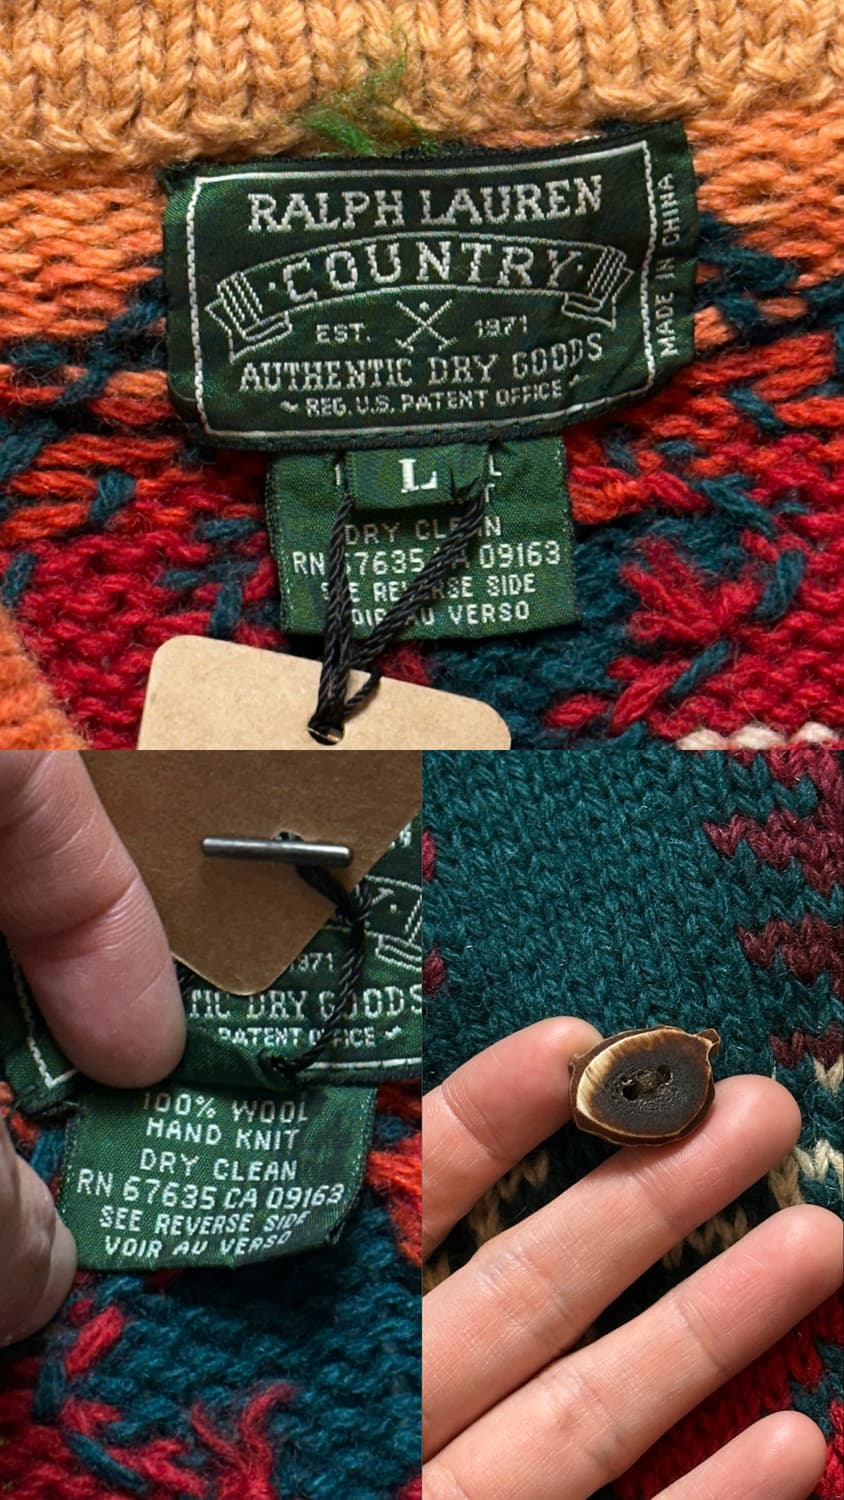 RALPH LAUREN
COUNTRY
EST. 1971
AUTHENTIC DRY GOODS
REG. U.S. PATENT OFFICE
MADE IN CHINA
L
DRY CLEAN
RN 67635 CA 09163
SEE REVERSE SIDE
VOIR AU VERSO
1971
TIC DRY GOODS
PATENT OFFICE
100% WOOL
HAND KNIT
DRY CLEAN
RN 67635 CA 09163
SEE REVERSE SIDE
VOIR AU VERSO